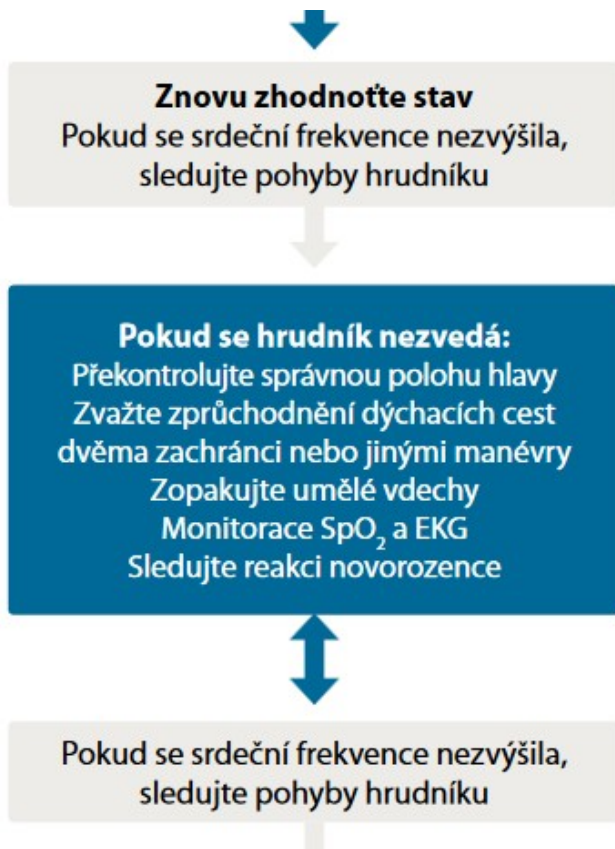 Znovu zhodnoťte stav
Pokud se srdeční frekvence nezvýšila,
sledujte pohyby hrudníku
Pokud se hrudník nezvedá:
Překontrolujte správnou polohu hlavy
Zvažte zprůchodnění dýchacích cest
dvěma zachránci nebo jinými manévry
Zopakujte umělé vdechy
Monitorace SpO₂ a EKG
Sledujte reakci novorozence
Pokud se srdeční frekvence nezvýšila,
sledujte pohyby hrudníku